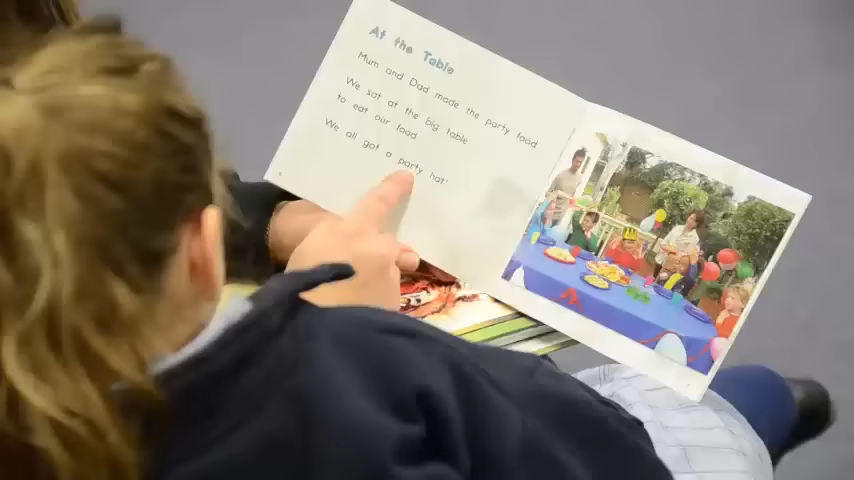 At the Table
Mum and Dad made the party food
We sat at the big table
to eat our food
We all got a party hat!